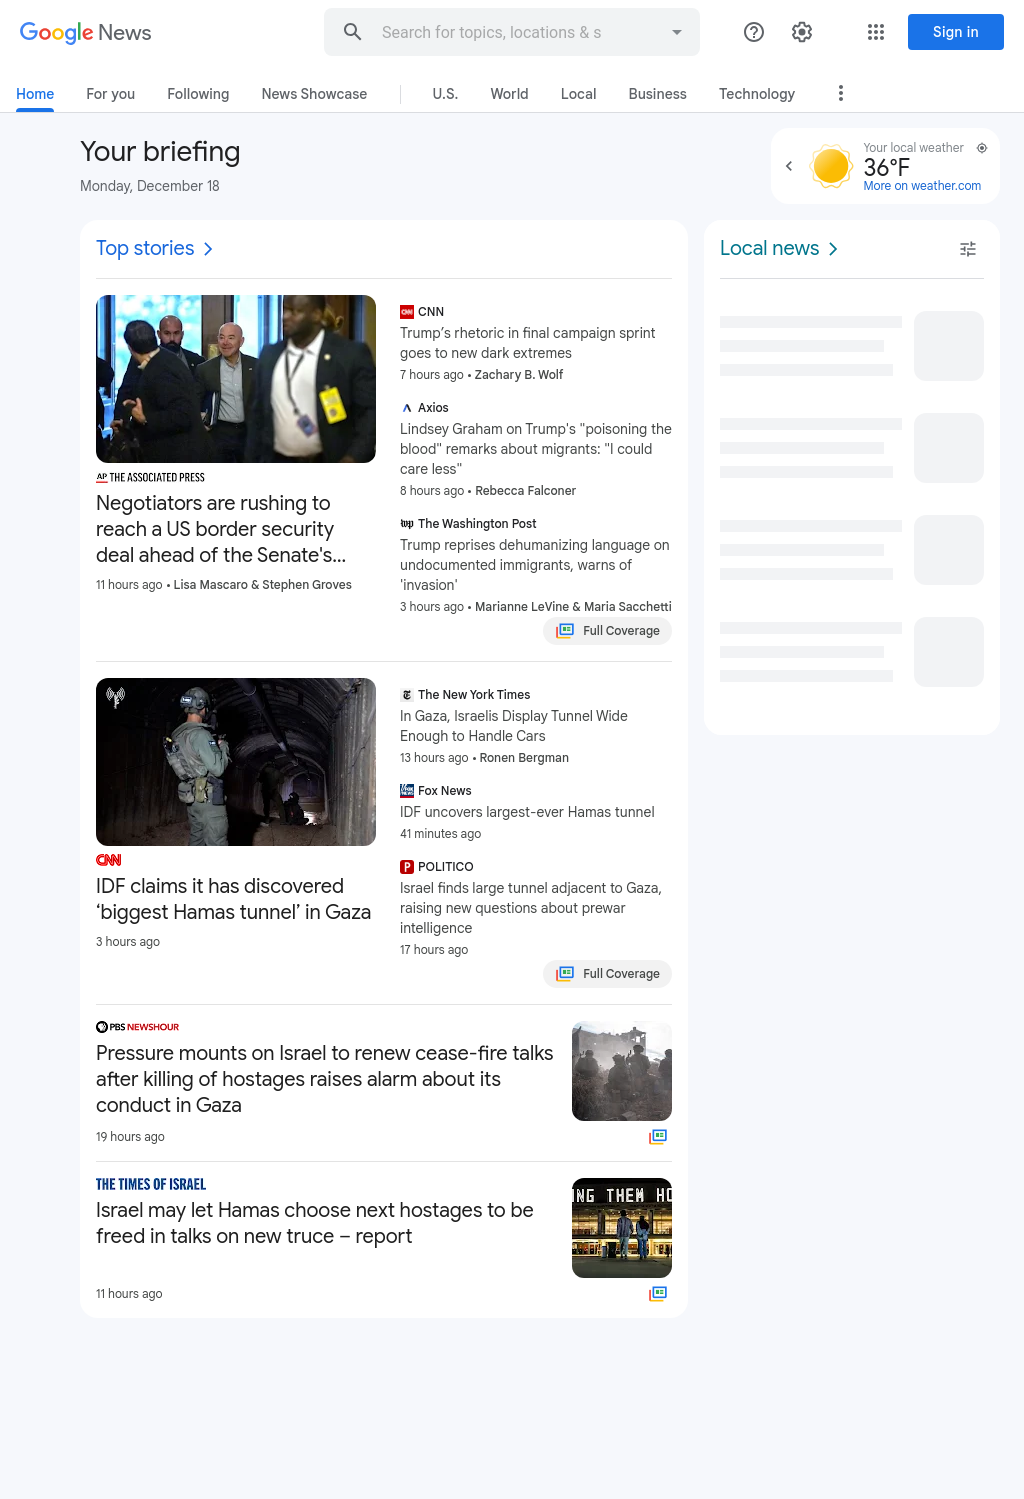 Google News
Search for topics, locations & s
Sign in
Home
For you
Following
News Showcase
U.S.
World
Local
Business
Technology
Your briefing
Monday, December 18
Your local weather
36°F
More on weather.com
Top stories
THE ASSOCIATED PRESS
AP
Negotiators are rushing to
reach a US border security
deal ahead of the Senate's...
11 hours ago • Lisa Mascaro & Stephen Groves
CNN
CNN
Trump’s rhetoric in final campaign sprint
goes to new dark extremes
7 hours ago • Zachary B. Wolf
Axios
Lindsey Graham on Trump's "poisoning the
blood" remarks about migrants: "I could
care less"
8 hours ago • Rebecca Falconer
wp
The Washington Post
Trump reprises dehumanizing language on
undocumented immigrants, warns of
'invasion'
3 hours ago • Marianne LeVine & Maria Sacchetti
Full Coverage
CNN
IDF claims it has discovered
‘biggest Hamas tunnel’ in Gaza
3 hours ago
The New York Times
In Gaza, Israelis Display Tunnel Wide
Enough to Handle Cars
13 hours ago • Ronen Bergman
FOX NEWS
Fox News
IDF uncovers largest-ever Hamas tunnel
41 minutes ago
P
POLITICO
Israel finds large tunnel adjacent to Gaza,
raising new questions about prewar
intelligence
17 hours ago
Full Coverage
PBS NEWSHOUR
Pressure mounts on Israel to renew cease-fire talks
after killing of hostages raises alarm about its
conduct in Gaza
19 hours ago
THE TIMES OF ISRAEL
Israel may let Hamas choose next hostages to be
freed in talks on new truce – report
11 hours ago
ING THEM HO
Local news